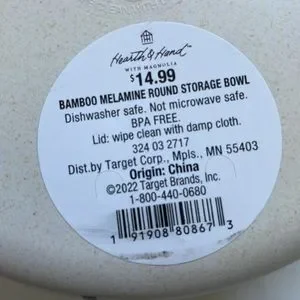 Hearth & Hand
WITH MAGNOLIA
$14.99
BAMBOO MELAMINE ROUND STORAGE BOWL
Dishwasher safe. Not microwave safe.
BPA FREE.
Lid: wipe clean with damp cloth.
324 03 2717
Dist.by Target Corp., Mpls., MN 55403
Origin: China
©2022 Target Brands, Inc.
1-800-440-0680
1 91908 80867 3